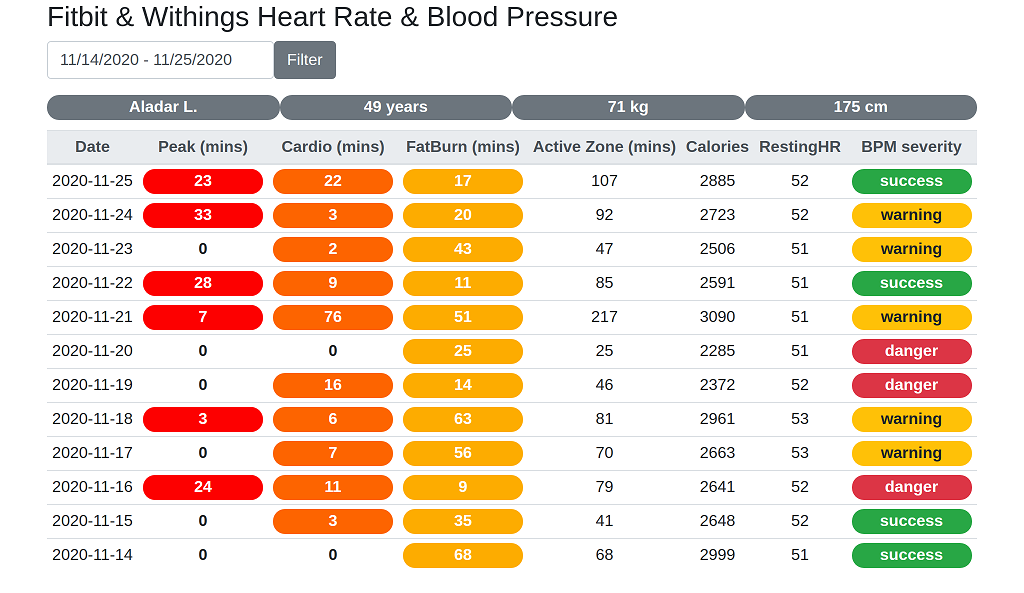 Fitbit & Withings Heart Rate & Blood Pressure
11/14/2020 - 11/25/2020 Filter
Aladar L. 49 years 71 kg 175 cm
Date Peak (mins) Cardio (mins) FatBurn (mins) Active Zone (mins) Calories RestingHR BPM severity
2020-11-25 23 22 17 107 2885 52 success
2020-11-24 33 3 20 92 2723 52 warning
2020-11-23 0 2 43 47 2506 51 warning
2020-11-22 28 9 11 85 2591 51 success
2020-11-21 7 76 51 217 3090 51 warning
2020-11-20 0 0 25 25 2285 51 danger
2020-11-19 0 16 14 46 2372 52 danger
2020-11-18 3 6 63 81 2961 53 warning
2020-11-17 0 7 56 70 2663 53 warning
2020-11-16 24 11 9 79 2641 52 danger
2020-11-15 0 3 35 41 2648 52 success
2020-11-14 0 0 68 68 2999 51 success